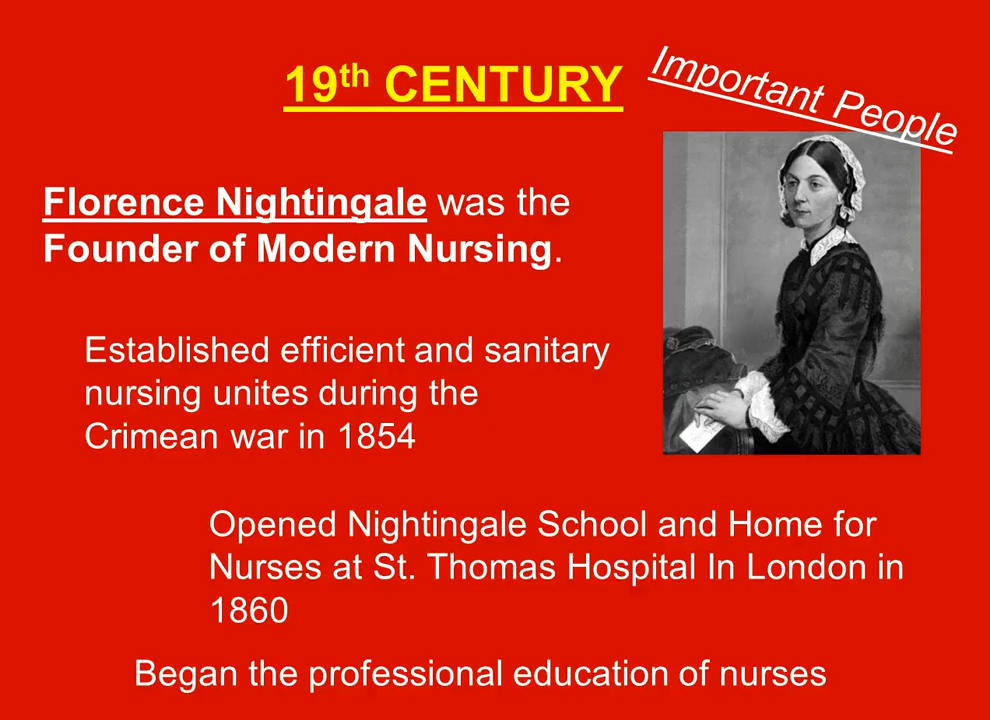 19th CENTURY
Important People
Florence Nightingale was the
Founder of Modern Nursing.
Established efficient and sanitary
nursing unites during the
Crimean war in 1854
Opened Nightingale School and Home for
Nurses at St. Thomas Hospital In London in
1860
Began the professional education of nurses